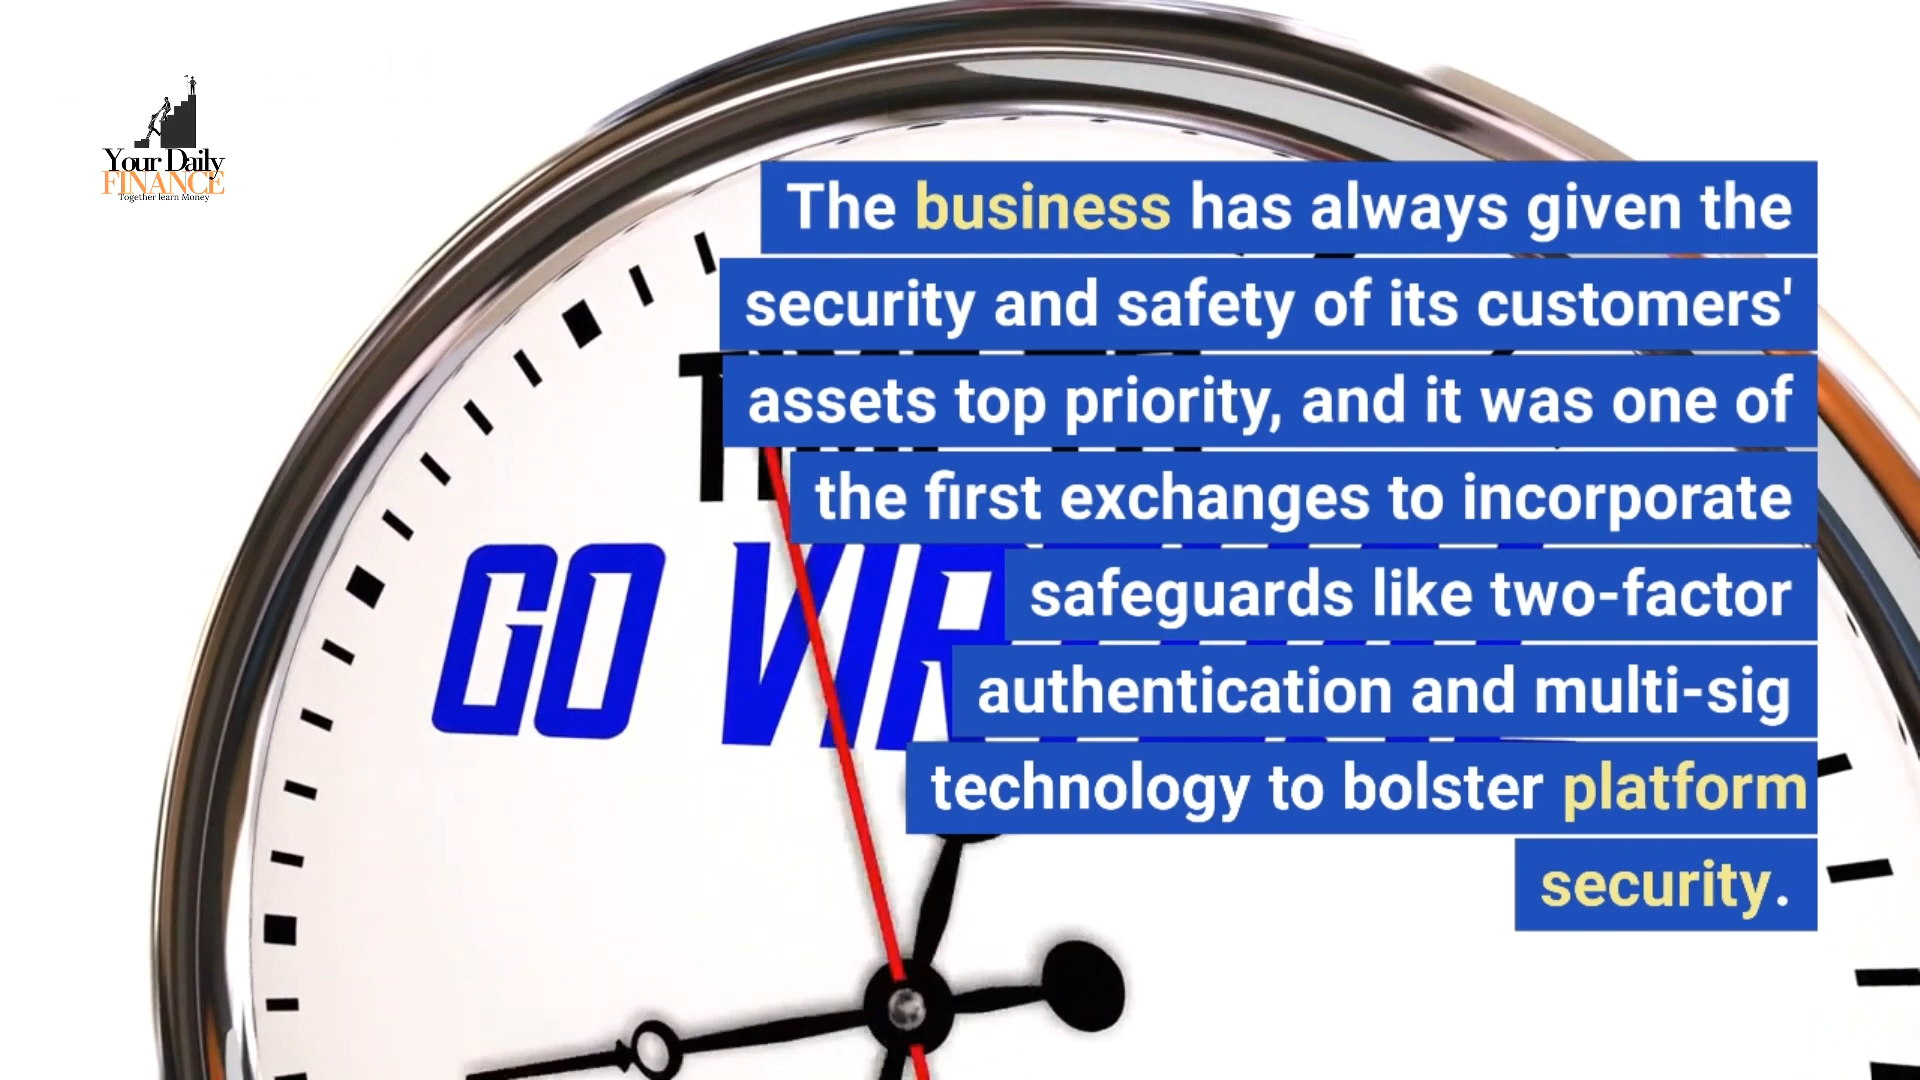 Your Daily
FINANCE
Together learn Money
The business has always given the
security and safety of its customers'
assets top priority, and it was one of
the first exchanges to incorporate
safeguards like two-factor
authentication and multi-sig
technology to bolster platform
security.
GO